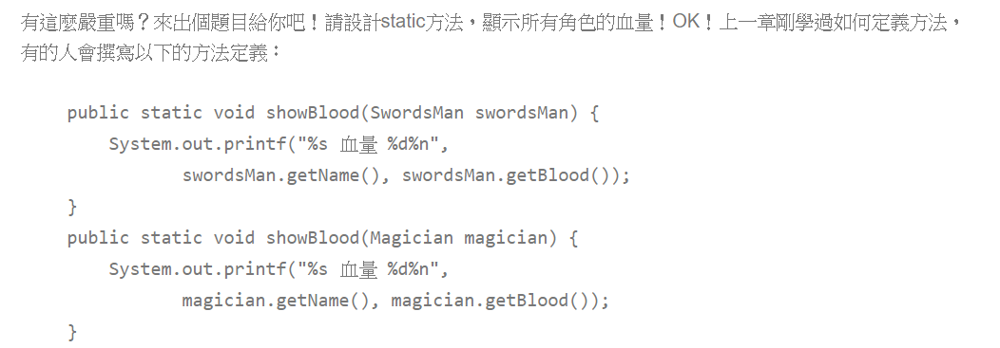 有這麼嚴重嗎？來出個題目給你吧！請設計static方法，顯示所有角色的血量！OK！上一章剛學過如何定義方法，
有的人會撰寫以下的方法定義：
public static void showBlood(SwordsMan swordsMan) {
    System.out.printf("%s 血量 %d%n",
           swordsMan.getName(), swordsMan.getBlood());
}
public static void showBlood(Magician magician) {
    System.out.printf("%s 血量 %d%n",
           magician.getName(), magician.getBlood());
}